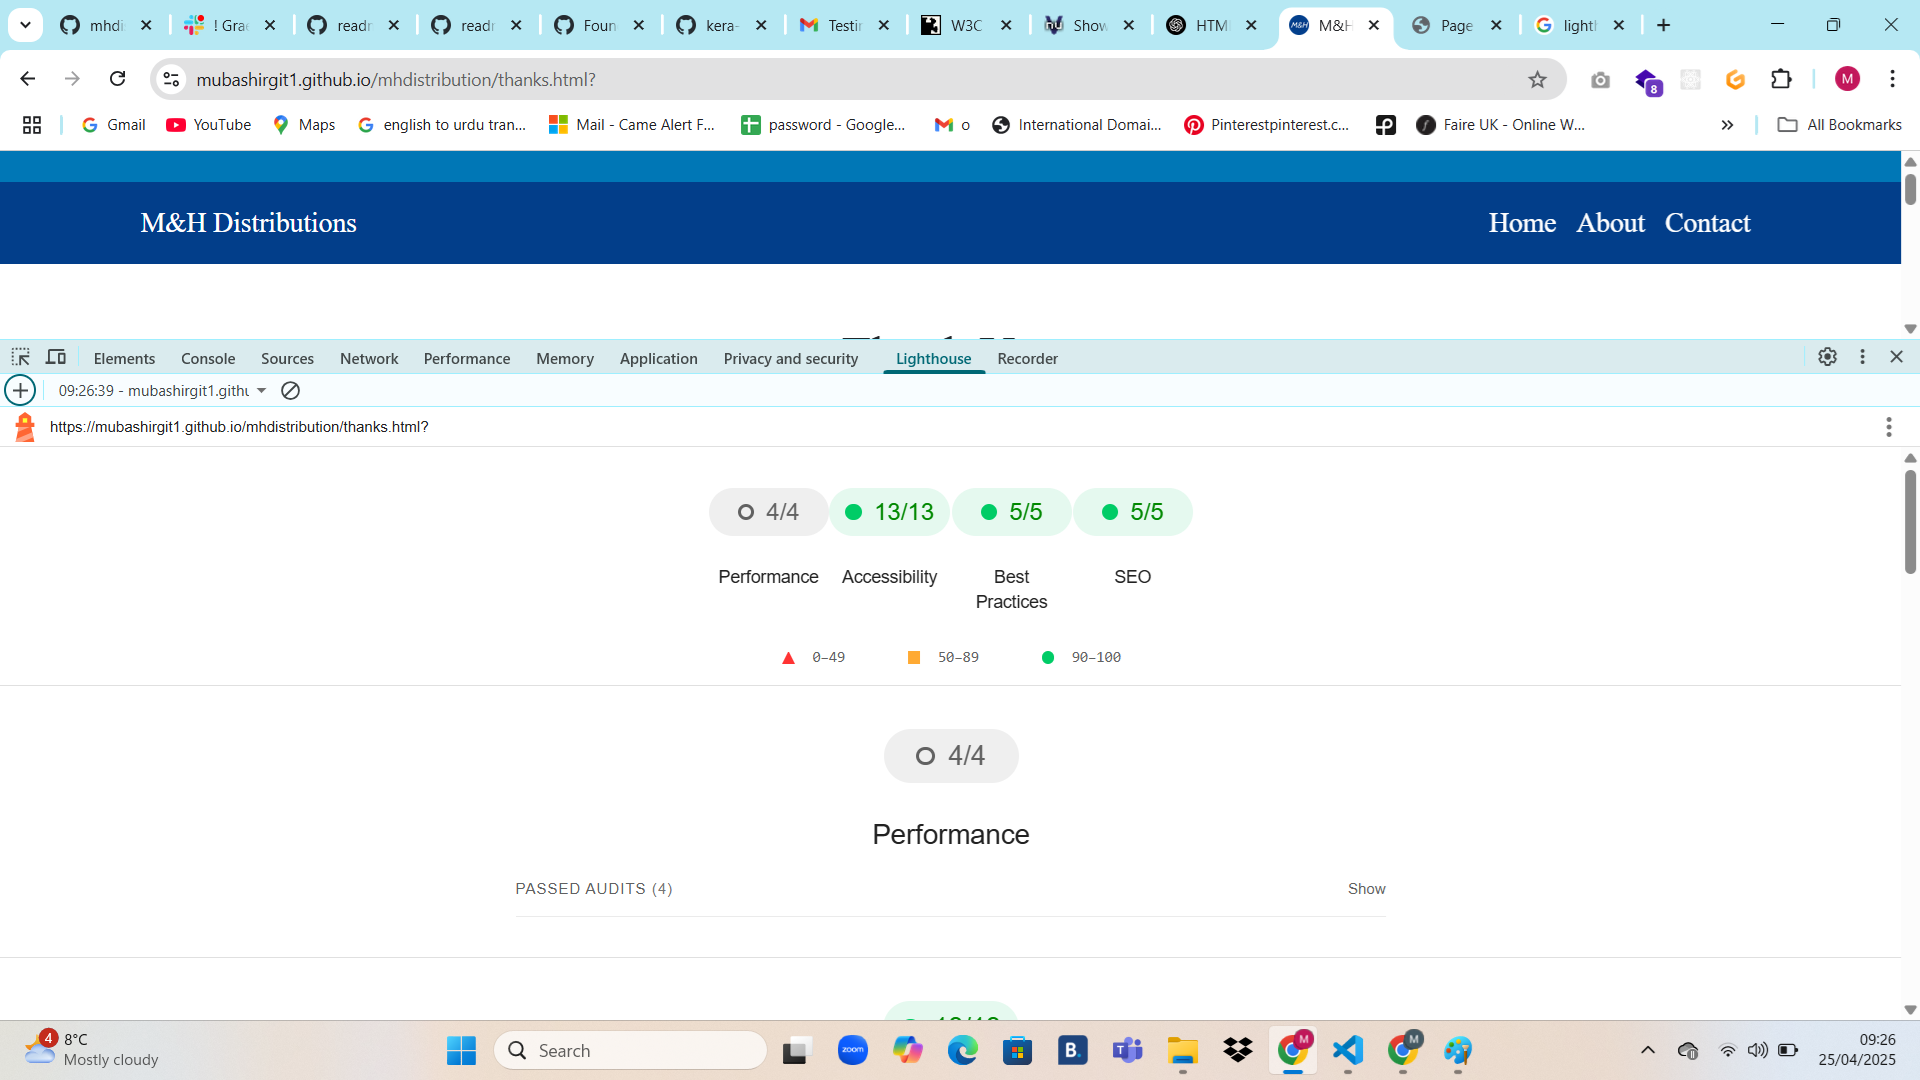 mhdi
! Grae
readr
readr
Foun
kera-
Testir
W3C
Show
HTM
M&H
Page
light
mubashirgit1.github.io/mhdistribution/thanks.html?
8
M
Gmail
YouTube
Maps
english to urdu tran...
Mail - Came Alert F...
password - Google...
o
International Domai...
Pinterestpinterest.c...
Faire UK - Online W...
All Bookmarks
M&H Distributions
Home
About
Contact
Elements
Console
Sources
Network
Performance
Memory
Application
Privacy and security
Lighthouse
Recorder
09:26:39 - mubashirgit1.githu
https://mubashirgit1.github.io/mhdistribution/thanks.html?
4/4
13/13
5/5
5/5
Performance
Accessibility
Best
Practices
SEO
0–49
50–89
90–100
4/4
Performance
PASSED AUDITS (4)
Show
4
8°C
Mostly cloudy
Search
zoom
B.
M
M
09:26
25/04/2025